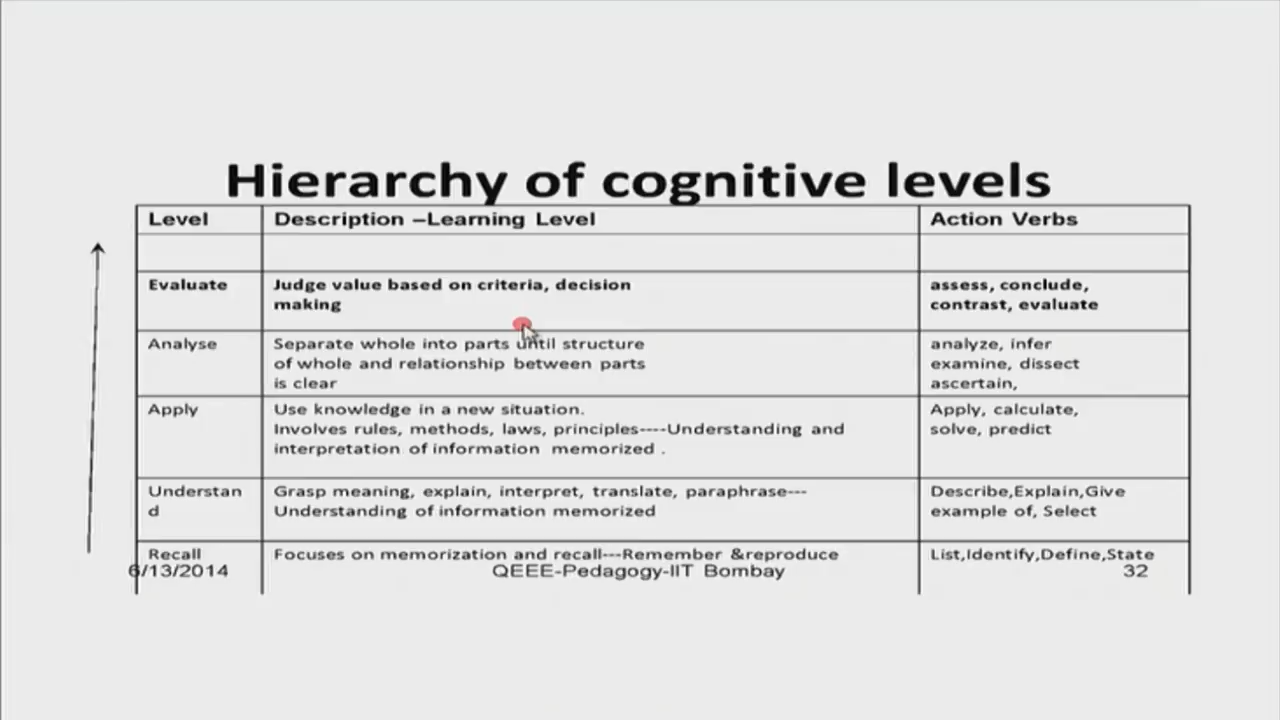 Hierarchy of cognitive levels
Level Description –Learning Level Action Verbs
Evaluate Judge value based on criteria, decision assess, conclude,
making contrast, evaluate
Analyse Separate whole into parts until structure analyze, infer
of whole and relationship between parts examine, dissect
is clear ascertain,
Apply Use knowledge in a new situation. Apply, calculate,
Involves rules, methods, laws, principles----Understanding and solve, predict
interpretation of information memorized .
Understan Grasp meaning, explain, interpret, translate, paraphrase--- Describe,Explain,Give
d Understanding of information memorized example of, Select
Recall Focuses on memorization and recall---Remember &reproduce List,Identify,Define,State
6/13/2014 QEEE-Pedagogy-IIT Bombay 32